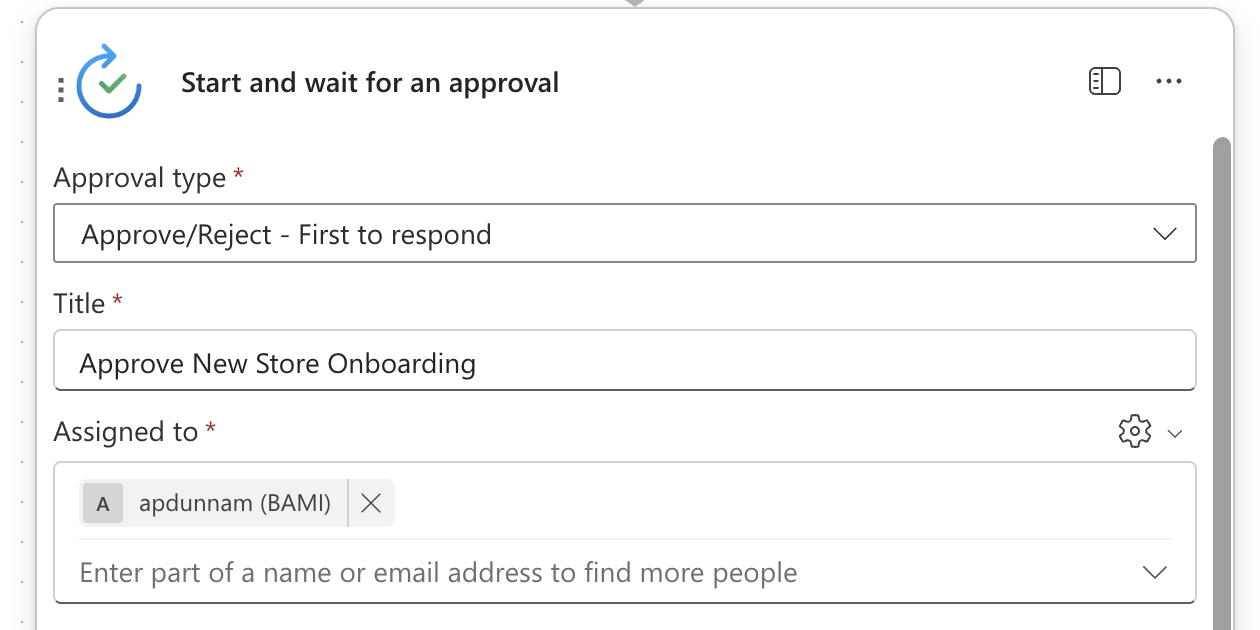 Start and wait for an approval
Approval type *
Approve/Reject - First to respond
Title *
Approve New Store Onboarding
Assigned to *
A apdunnam (BAMI)
Enter part of a name or email address to find more people